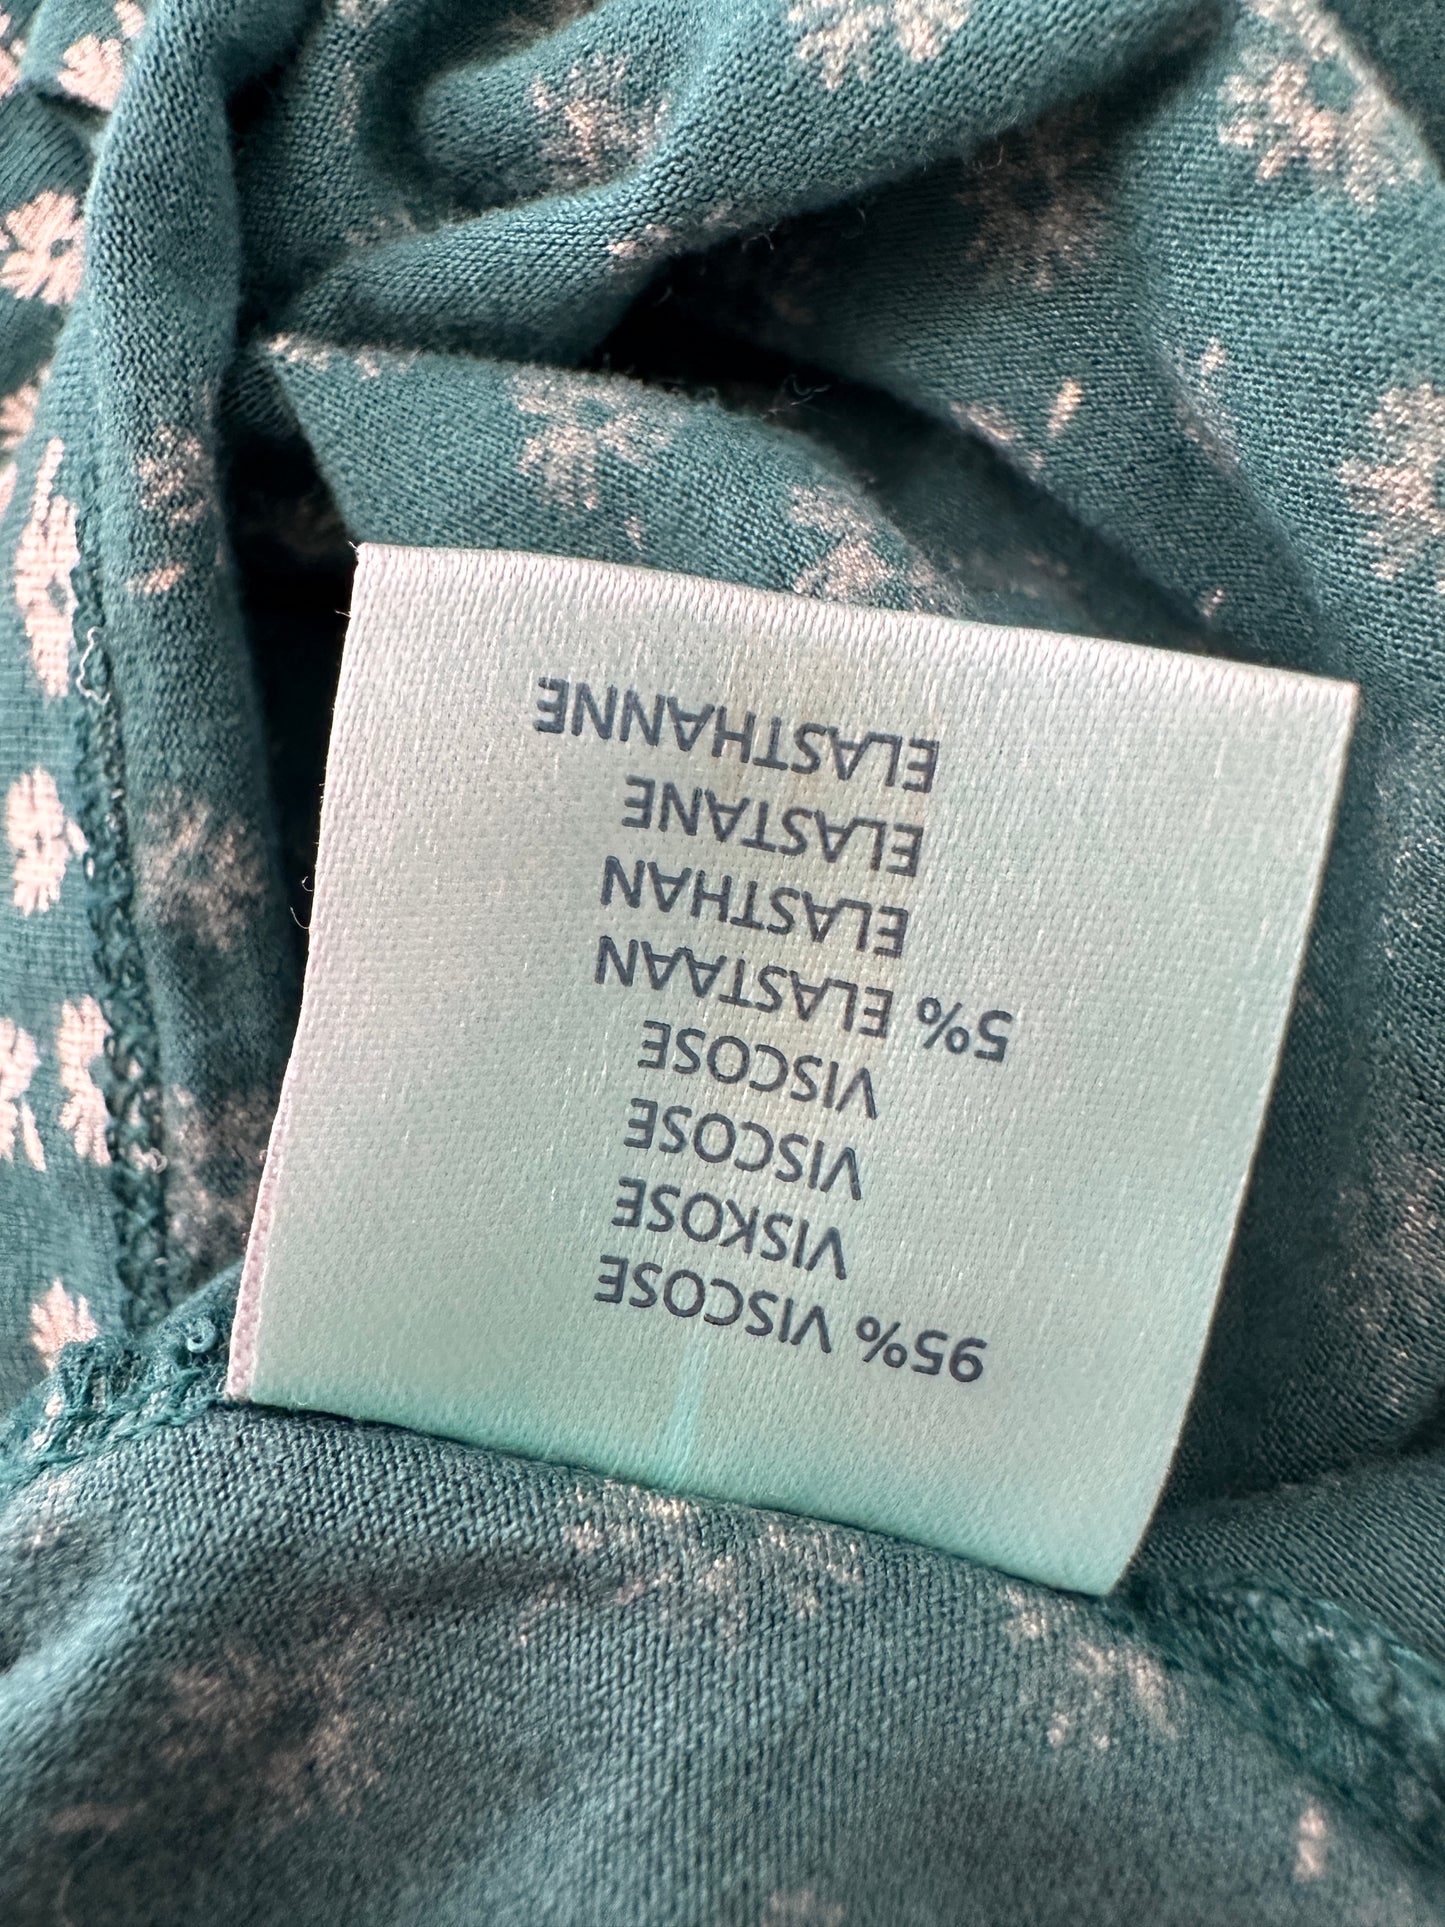 95% VISCOSE
VISKOSE
VISCOSE
VISCOSE
5% ELASTAAN
ELASTHAN
ELASTANE
ELASTHANNE